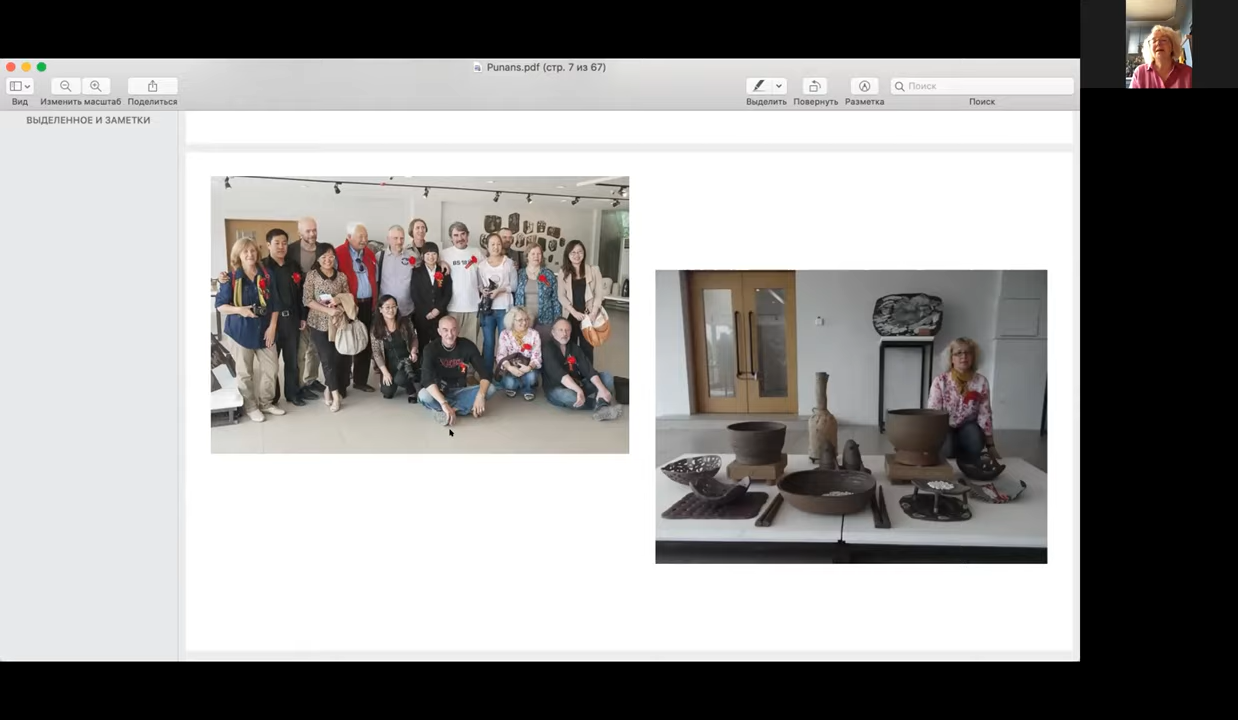 Punans.pdf (стр. 7 из 67)
Вид
Изменить масштаб
Поделиться
Выделить
Повернуть
Разметка
Поиск
Поиск
ВЫДЕЛЕННОЕ И ЗАМЕТКИ